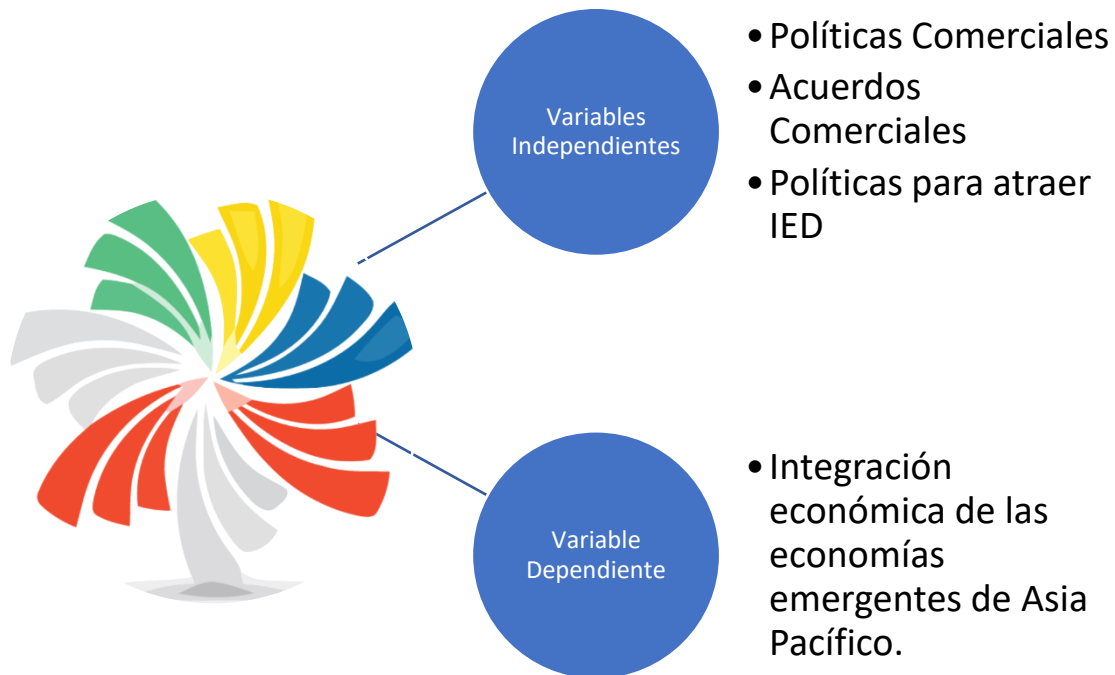 Variables
Independientes
• Políticas Comerciales
• Acuerdos
Comerciales
• Políticas para atraer
IED
Variable
Dependiente
• Integración
económica de las
economías
emergentes de Asia
Pacífico.